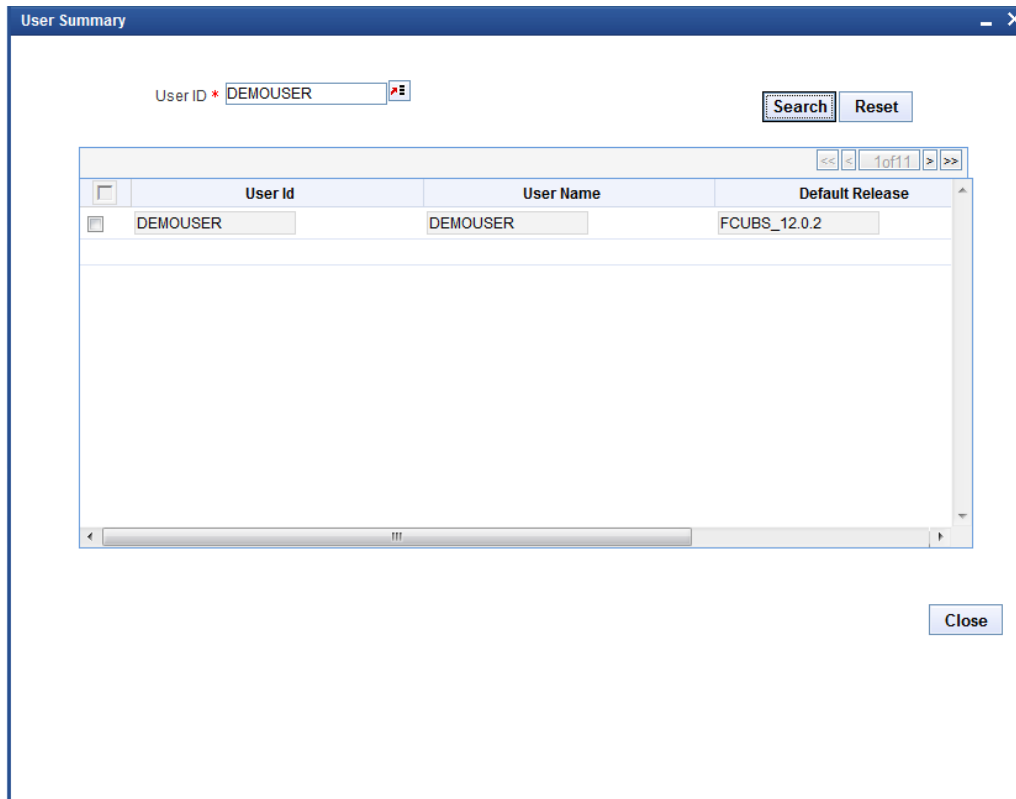 User Summary
User ID * DEMOUSER
Search Reset
<< < 1of11 > >>
User Id User Name Default Release
DEMOUSER DEMOUSER FCUBS_12.0.2
Close